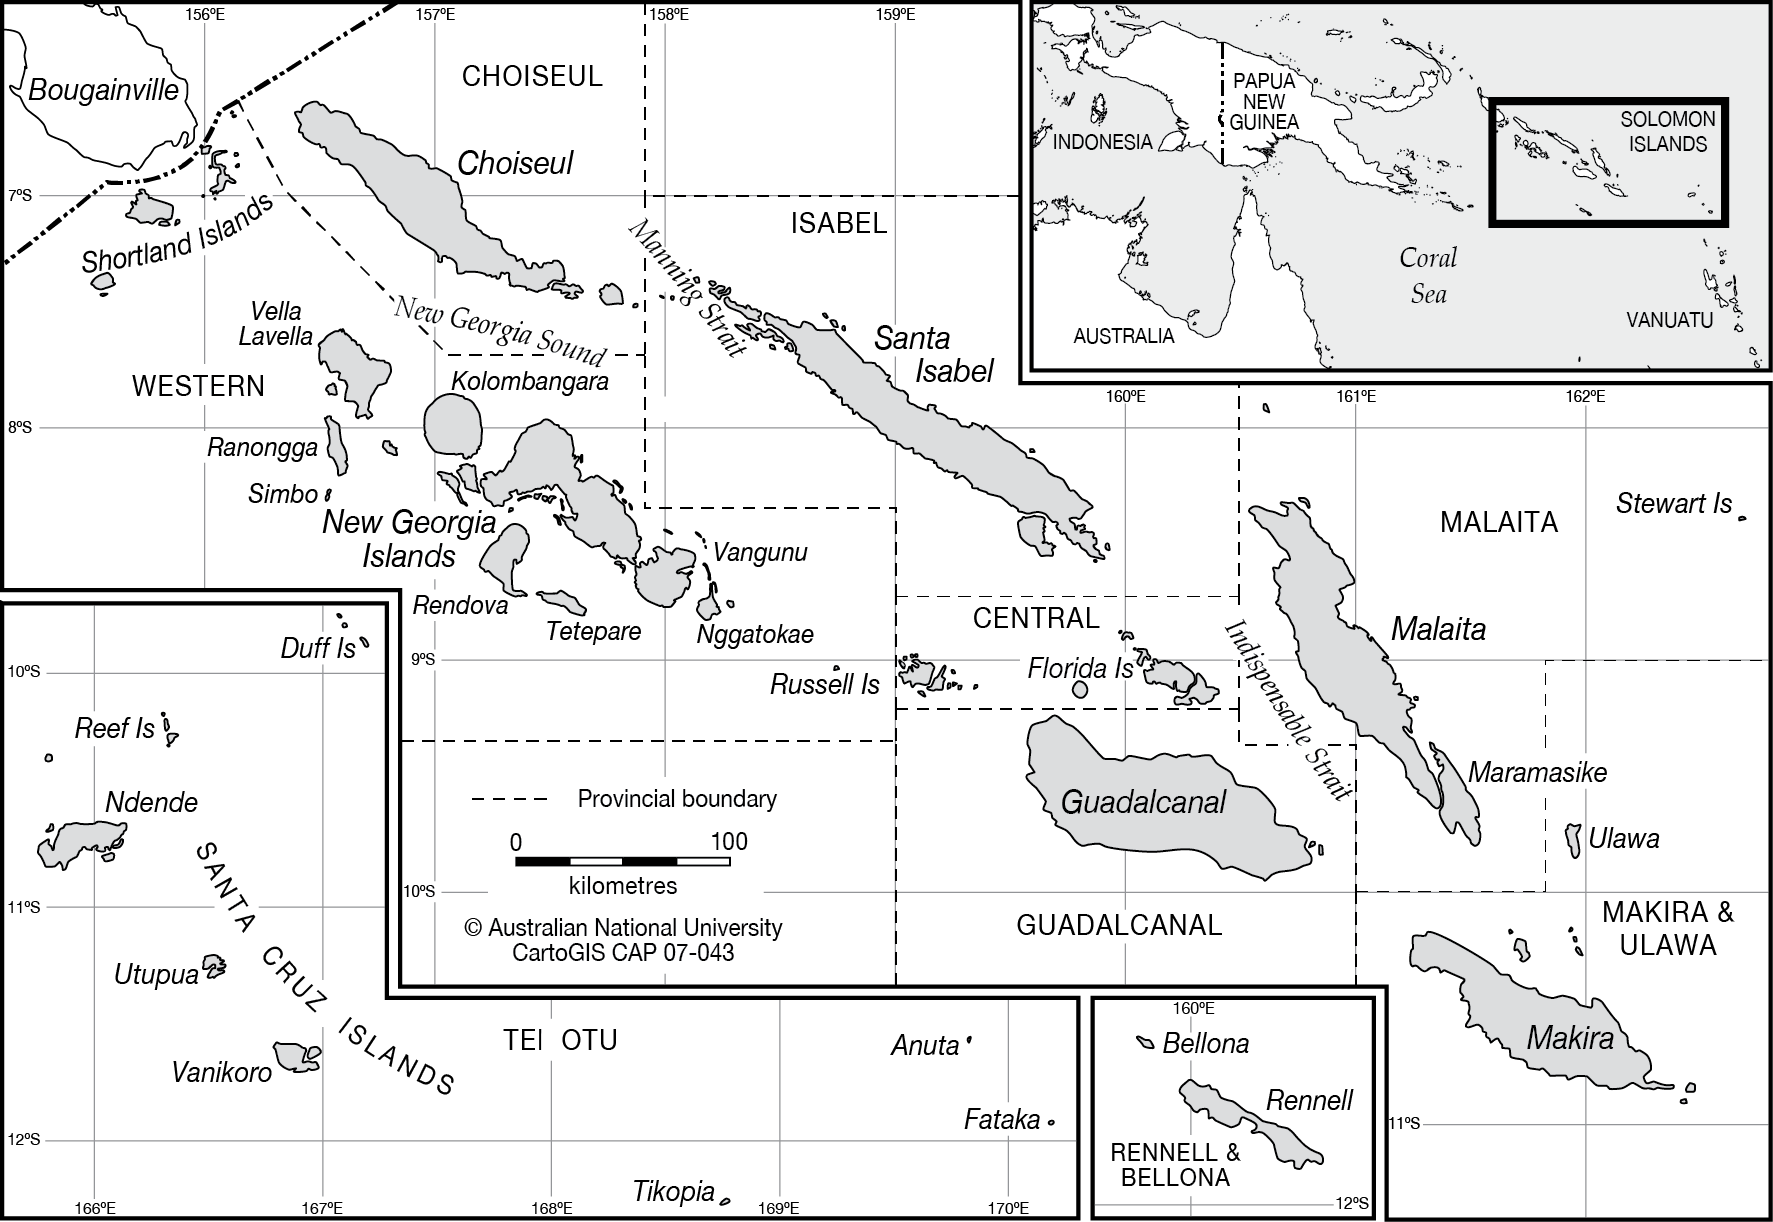 156ºE
157ºE
158ºE
159ºE
Bougainville
CHOISEUL
Choiseul
7ºS
Shortland Islands
ISABEL
Manning Strait
New Georgia Sound
Vella
Lavella
Santa
Isabel
WESTERN
Kolombangara
8ºS
Ranongga
Simbo
New Georgia
Islands
Vangunu
Rendova
Tetepare
Nggatokae
INDONESIA
PAPUA
NEW
GUINEA
SOLOMON
ISLANDS
Coral
Sea
AUSTRALIA
VANUATU
160ºE
161ºE
162ºE
Stewart Is
MALAITA
CENTRAL
Malaita
9ºS
Russell Is
Florida Is
Indispensable Strait
Guadalcanal
Maramasike
Ulawa
Provincial boundary
0
100
kilometres
10ºS
© Australian National University
CartoGIS CAP 07-043
GUADALCANAL
MAKIRA &
ULAWA
Makira
11ºS
Duff Is
10ºS
Reef Is
Ndende
SANTA CRUZ ISLANDS
11ºS
Utupua
Vanikoro
TEI OTU
Anuta
Fataka
12ºS
Tikopia
166ºE
167ºE
168ºE
169ºE
170ºE
160ºE
Bellona
Rennell
RENNELL &
BELLONA
12ºS